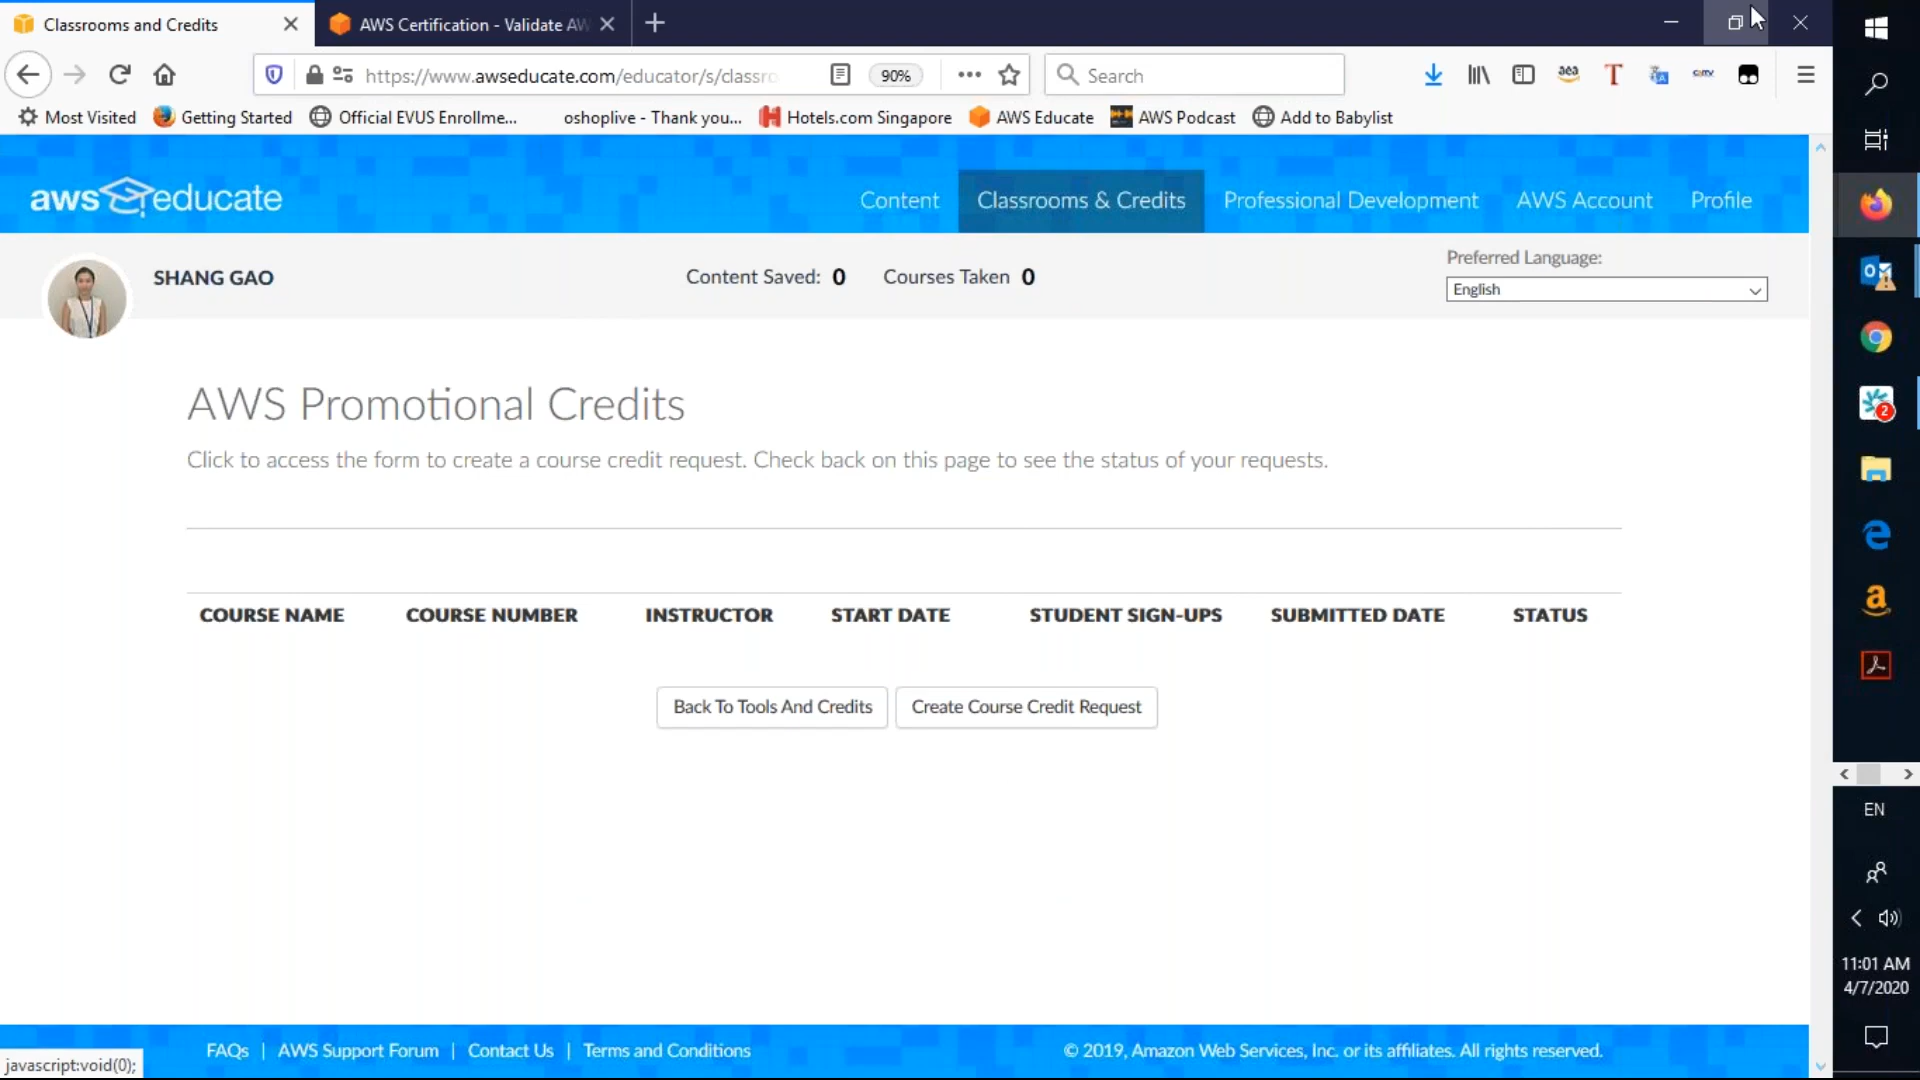 Classrooms and Credits
AWS Certification - Validate AW
https://www.awseducate.com/educator/s/classro
90%
Search
Most Visited
Getting Started
Official EVUS Enrollme...
oshoplive - Thank you...
Hotels.com Singapore
AWS Educate
AWS Podcast
Add to Babylist
aws educate
Content
Classrooms & Credits
Professional Development
AWS Account
Profile
SHANG GAO
Content Saved: 0
Courses Taken 0
Preferred Language:
English
AWS Promotional Credits
Click to access the form to create a course credit request. Check back on this page to see the status of your requests.
COURSE NAME
COURSE NUMBER
INSTRUCTOR
START DATE
STUDENT SIGN-UPS
SUBMITTED DATE
STATUS
Back To Tools And Credits
Create Course Credit Request
FAQs | AWS Support Forum | Contact Us | Terms and Conditions
© 2019, Amazon Web Services, Inc. or its affiliates. All rights reserved.
javascript:void(0);
2
EN
11:01 AM
4/7/2020